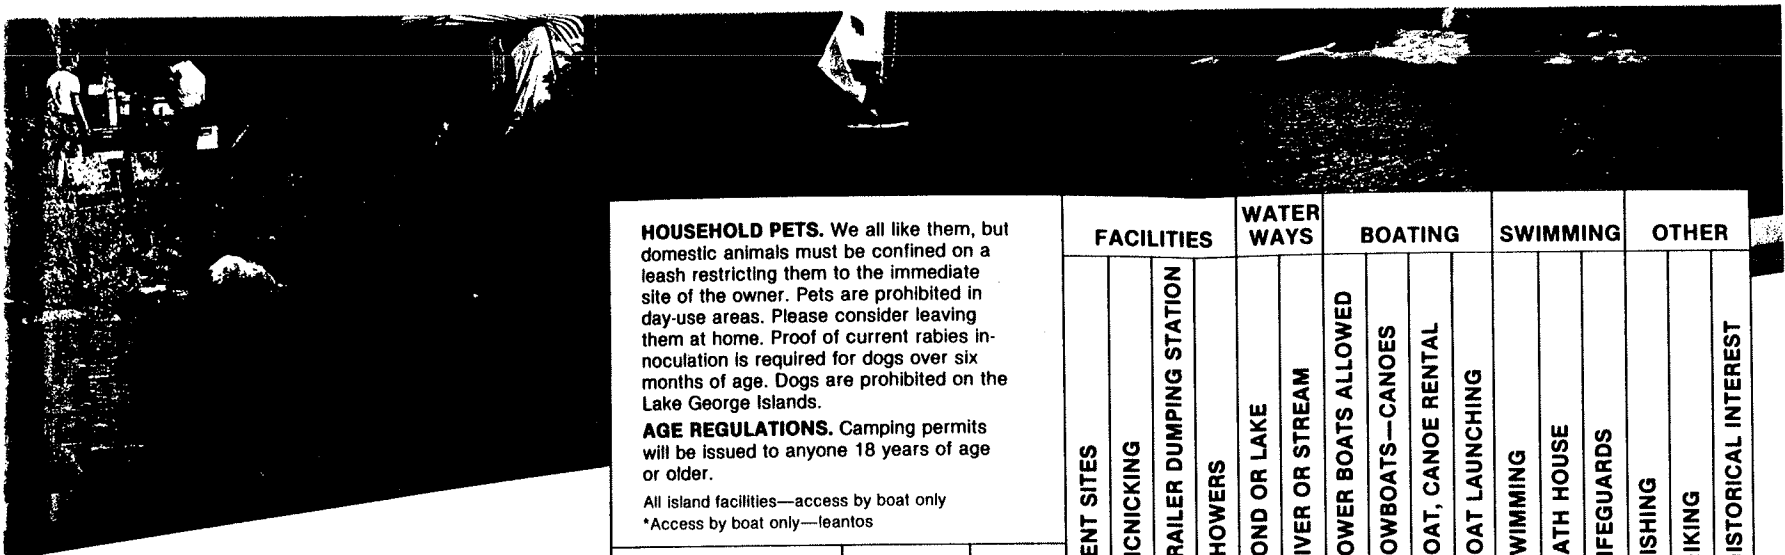 HOUSEHOLD PETS. We all like them, but
domestic animals must be confined on a
leash restricting them to the immediate
site of the owner. Pets are prohibited in
day-use areas. Please consider leaving
them at home. Proof of current rabies in-
noculation is required for dogs over six
months of age. Dogs are prohibited on the
Lake George Islands.
AGE REGULATIONS. Camping permits
will be issued to anyone 18 years of age
or older.
All island facilities—access by boat only
*Access by boat only—leantos
FACILITIES
WATER
WAYS
BOATING
SWIMMING
OTHER
ENT SITES
ICNICKING
RAILER DUMPING STATION
HOWERS
OND OR LAKE
IVER OR STREAM
OWER BOATS ALLOWED
OWBOATS—CANOES
OAT, CANOE RENTAL
OAT LAUNCHING
WIMMING
ATH HOUSE
IFEGUARDS
ISHING
IKING
ISTORICAL INTEREST